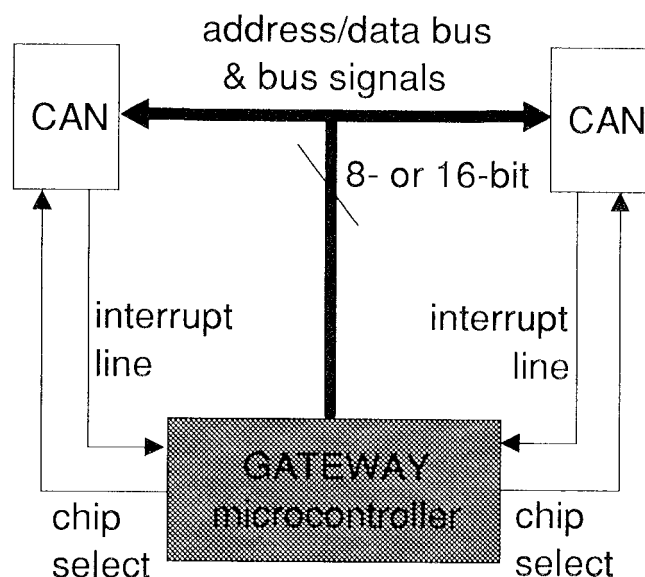 address/data bus
& bus signals
CAN
CAN
8- or 16-bit
interrupt
line
interrupt
line
GATEWAY
microcontroller
chip
select
chip
select